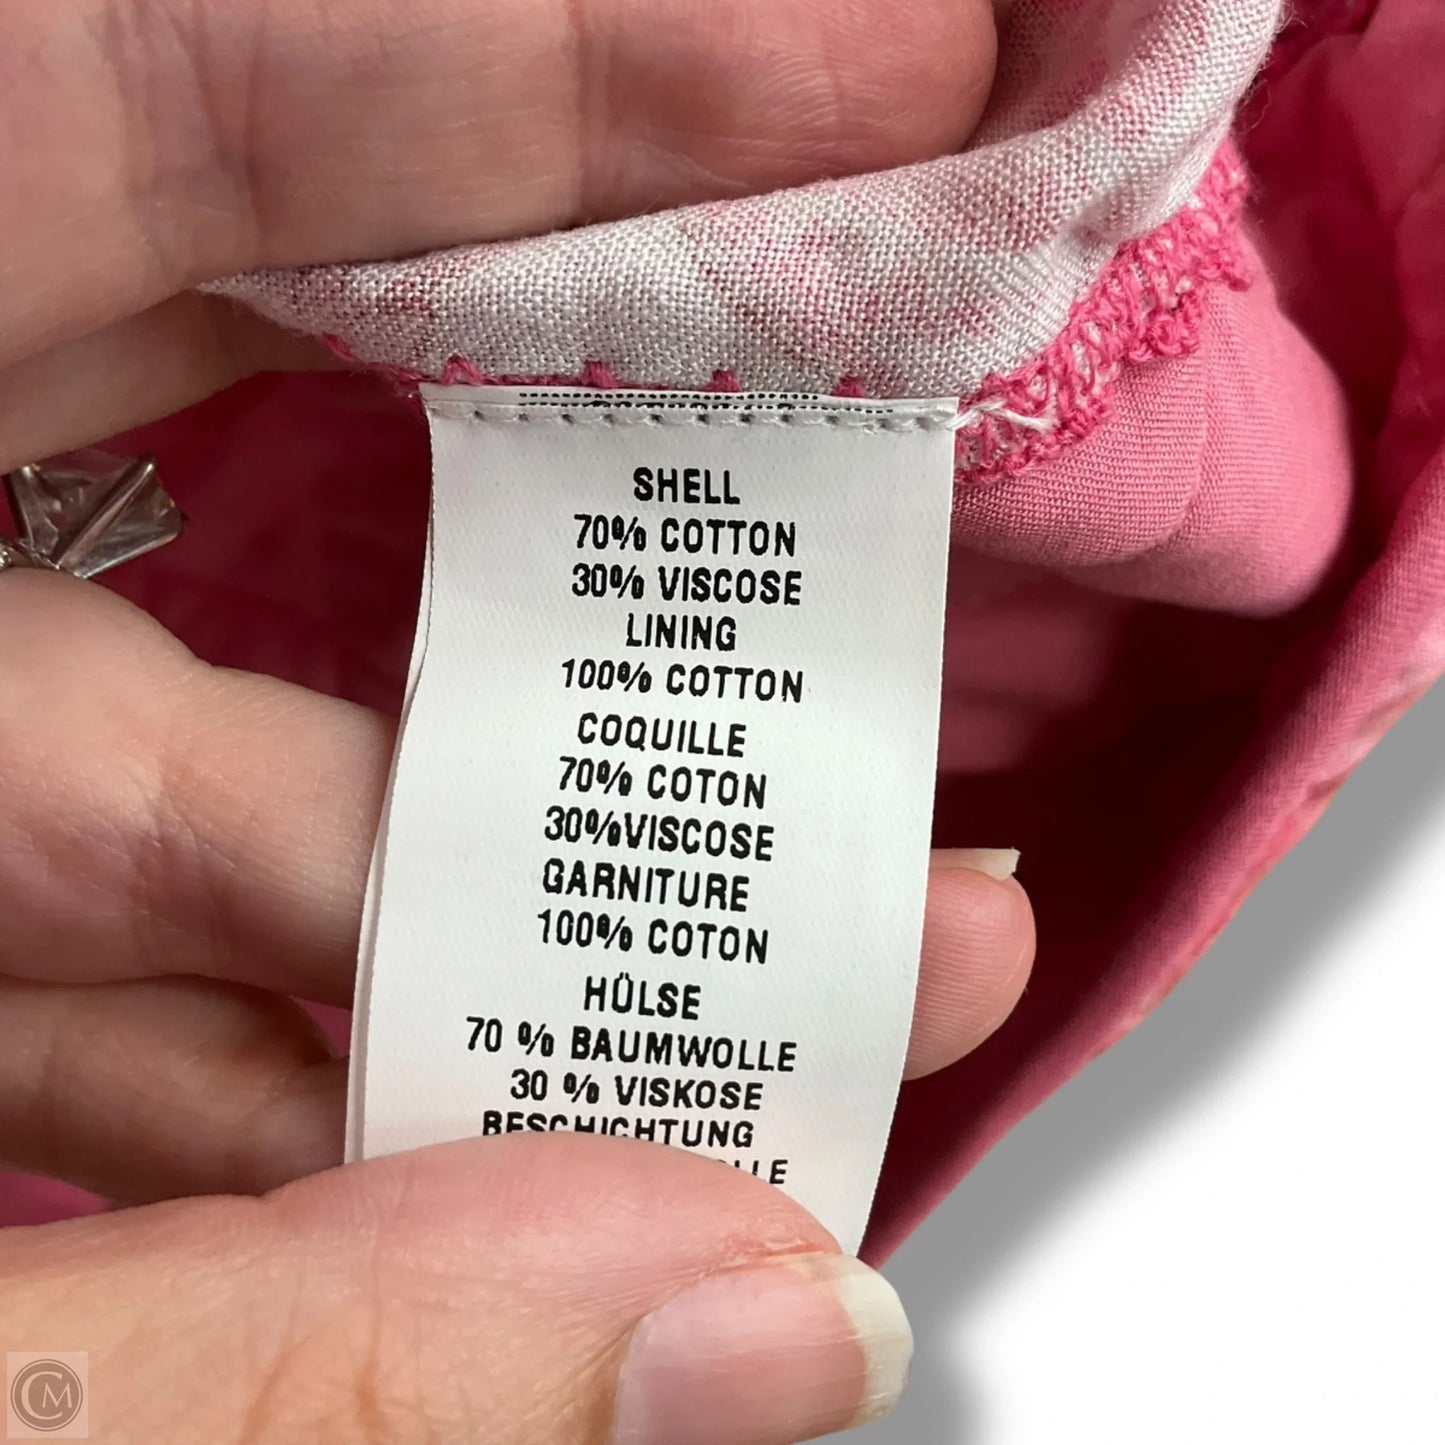 SHELL
70% COTTON
30% VISCOSE
LINING
100% COTTON
COQUILLE
70% COTON
30%VISCOSE
GARNITURE
100% COTON
HÜLSE
70 % BAUMWOLLE
30 % VISKOSE
BESCHICHTUNG
CM